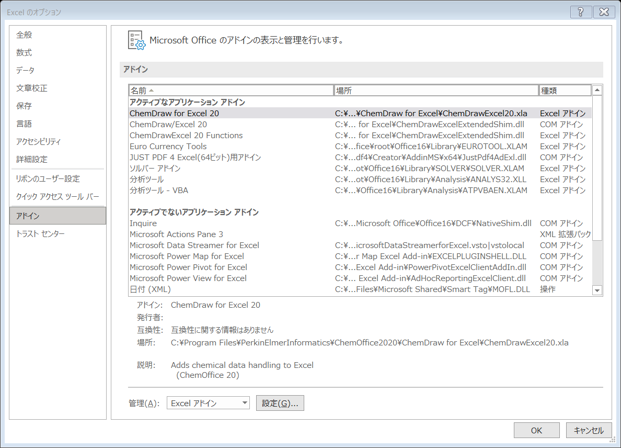 Excel のオプション
全般
数式
データ
文章校正
保存
言語
アクセシビリティ
詳細設定
リボンのユーザー設定
クイック アクセス ツール バー
アドイン
トラスト センター
Microsoft Office のアドインの表示と管理を行います。
アドイン
名前 場所 種類
アクティブなアプリケーション アドイン
ChemDraw for Excel 20 C:¥...¥ChemDraw for Excel¥ChemDrawExcel20.xla Excel アドイン
ChemDraw/Excel 20 C:¥... for Excel¥ChemDrawExcelExtendedShim.dll COM アドイン
ChemDrawExcel 20 Functions C:¥... for Excel¥ChemDrawExcelExtendedShim.dll Excel アドイン
Euro Currency Tools C:¥...fice¥root¥Office16¥Library¥EUROTOOL.XLAM Excel アドイン
JUST PDF 4 Excel(64ビット)用アドイン C:¥...df4¥Creator¥AddinMS¥x64¥JustPdf4AdExl.dll COM アドイン
ソルバー アドイン C:¥...ot¥Office16¥Library¥SOLVER¥SOLVER.XLAM Excel アドイン
分析ツール C:¥...t¥Office16¥Library¥Analysis¥ANALYS32.XLL Excel アドイン
分析ツール - VBA C:¥...¥Office16¥Library¥Analysis¥ATPVBAEN.XLAM Excel アドイン
アクティブでないアプリケーション アドイン
Inquire C:¥...Microsoft Office¥Office16¥DCF¥NativeShim.dll COM アドイン
Microsoft Actions Pane 3 XML 拡張パック
Microsoft Data Streamer for Excel C:¥...icrosoftDataStreamerforExcel.vsto|vstolocal COM アドイン
Microsoft Power Map for Excel C:¥...r Map Excel Add-in¥EXCELPLUGINSHELL.DLL COM アドイン
Microsoft Power Pivot for Excel C:¥...Excel Add-in¥PowerPivotExcelClientAddIn.dll COM アドイン
Microsoft Power View for Excel C:¥... Excel Add-in¥AdHocReportingExcelClient.dll COM アドイン
日付 (XML) C:¥...Files¥Microsoft Shared¥Smart Tag¥MOFL.DLL 操作
アドイン: ChemDraw for Excel 20
発行者:
互換性: 互換性に関する情報はありません
場所: C:¥Program Files¥PerkinElmerInformatics¥ChemOffice2020¥ChemDraw for Excel¥ChemDrawExcel20.xla
説明: Adds chemical data handling to Excel
(ChemOffice 20)
管理(A): Excel アドイン 設定(G)...
OK キャンセル